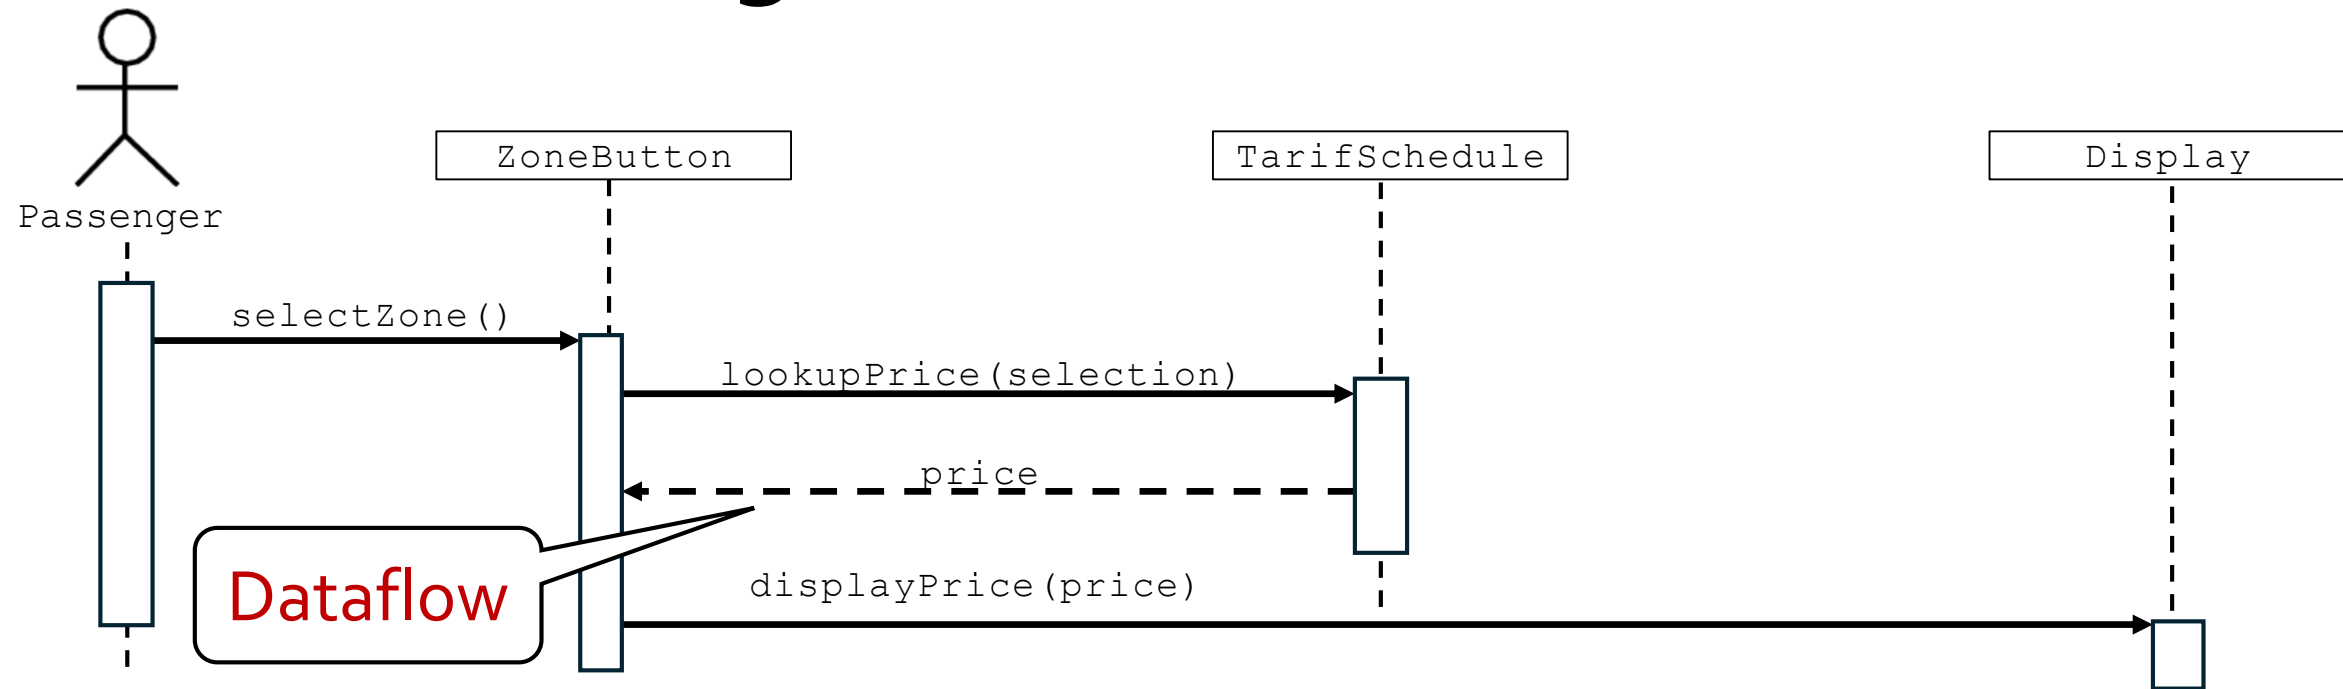 ZoneButton
TarifSchedule
Display
Passenger
selectZone()
lookupPrice(selection)
price
Dataflow
displayPrice(price)